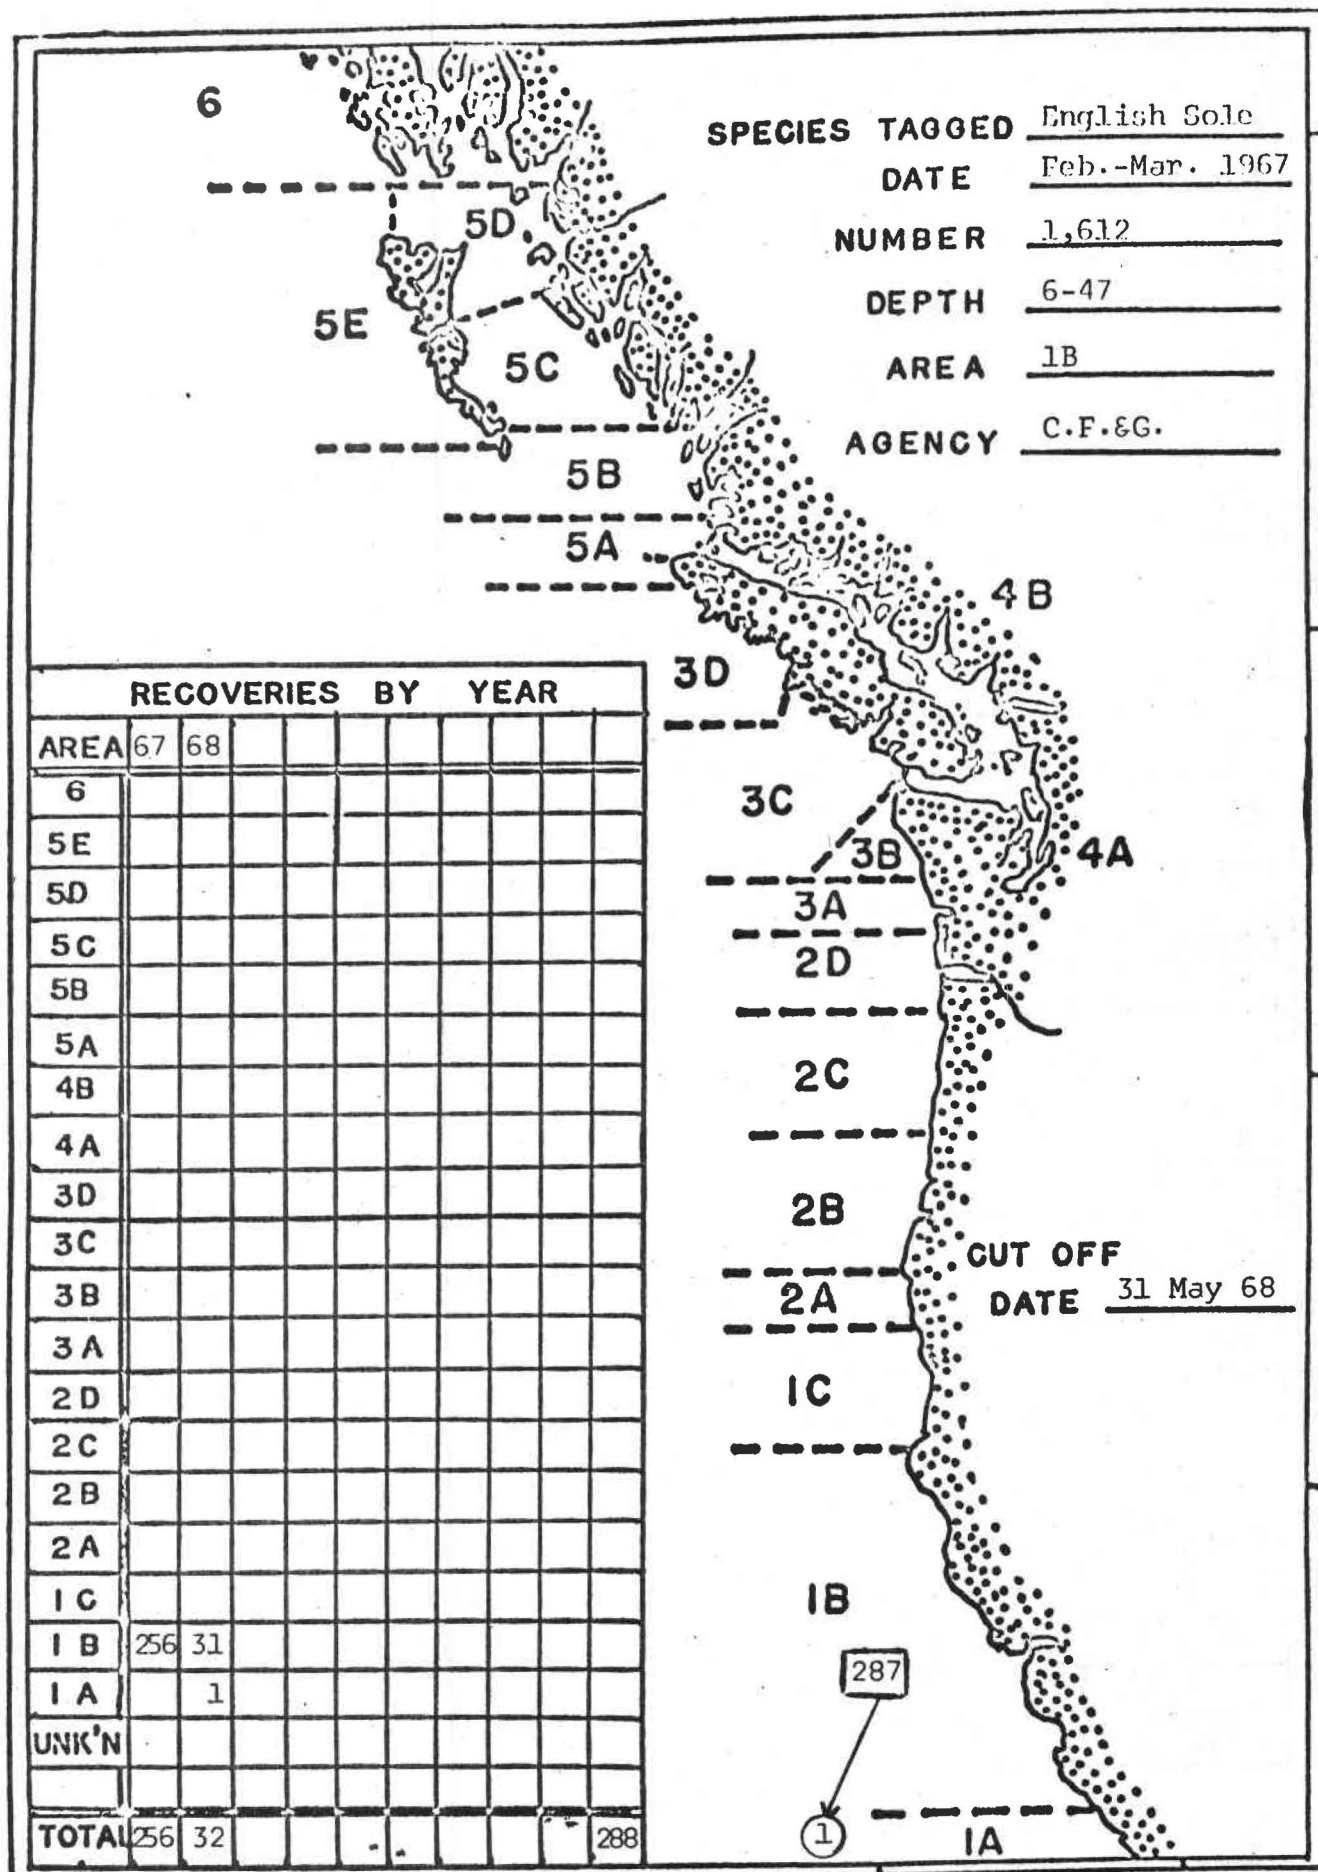 6
SPECIES TAGGED English Sole
DATE Feb.-Mar. 1967
5D
NUMBER 1,612
DEPTH 6-47
5E
5C
AREA 1B
AGENCY C.F.&G.
5B
5A
4B
3D
RECOVERIES BY YEAR
AREA 67 68
6
5E
5D
5C
5B
5A
4B
4A
3D
3C
3B
3A
2D
2C
2B
2A
1C
1B 256 31
1A 1
UNK'N
TOTAL 256 32 288
3C
3B
4A
3A
2D
2C
2B
CUT OFF
DATE 31 May 68
2A
1C
1B
287
1
1A